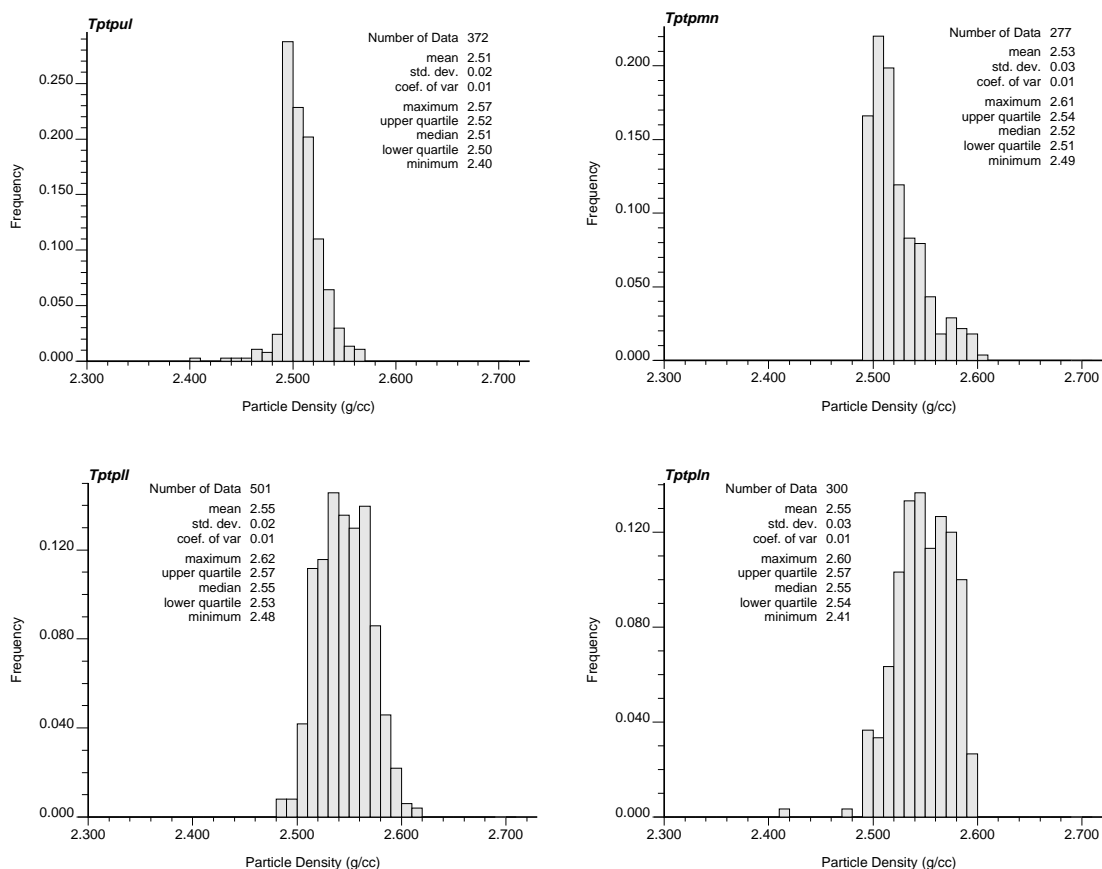 Tptpul
Number of Data 372
mean 2.51
std. dev. 0.02
coef. of var 0.01
maximum 2.57
upper quartile 2.52
median 2.51
lower quartile 2.50
minimum 2.40
Frequency
0.250
0.200
0.150
0.100
0.050
0.000
2.300 2.400 2.500 2.600 2.700
Particle Density (g/cc)
Tptpmn
Number of Data 277
mean 2.53
std. dev. 0.03
coef. of var 0.01
maximum 2.61
upper quartile 2.54
median 2.52
lower quartile 2.51
minimum 2.49
Frequency
0.200
0.150
0.100
0.050
0.000
2.300 2.400 2.500 2.600 2.700
Particle Density (g/cc)
Tptpll
Number of Data 501
mean 2.55
std. dev. 0.02
coef. of var 0.01
maximum 2.62
upper quartile 2.57
median 2.55
lower quartile 2.53
minimum 2.48
Frequency
0.120
0.080
0.040
0.000
2.300 2.500 2.600 2.700
Particle Density (g/cc)
Tptpln
Number of Data 300
mean 2.55
std. dev. 0.03
coef. of var 0.01
maximum 2.60
upper quartile 2.57
median 2.55
lower quartile 2.54
minimum 2.41
Frequency
0.120
0.080
0.040
0.000
2.300 2.400 2.500 2.600 2.700
Particle Density (g/cc)